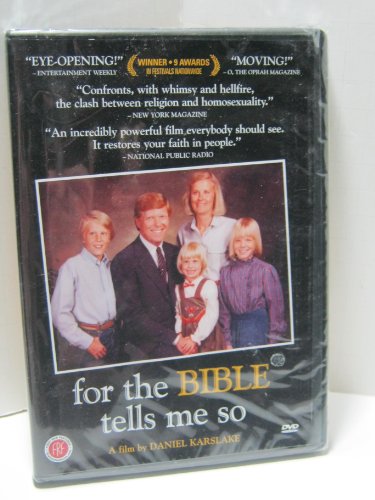 "EYE-OPENING!"
– ENTERTAINMENT WEEKLY
WINNER • 9 AWARDS
IN FESTIVALS NATIONWIDE
"MOVING!"
– O, THE OPRAH MAGAZINE
"Confronts, with whimsy and hellfire,
the clash between religion and homosexuality."
– NEW YORK MAGAZINE
"An incredibly powerful film everybody should see.
It restores your faith in people."
– NATIONAL PUBLIC RADIO
for the BIBLE
tells me so
A film by DANIEL KARSLAKE
FRF
DVD